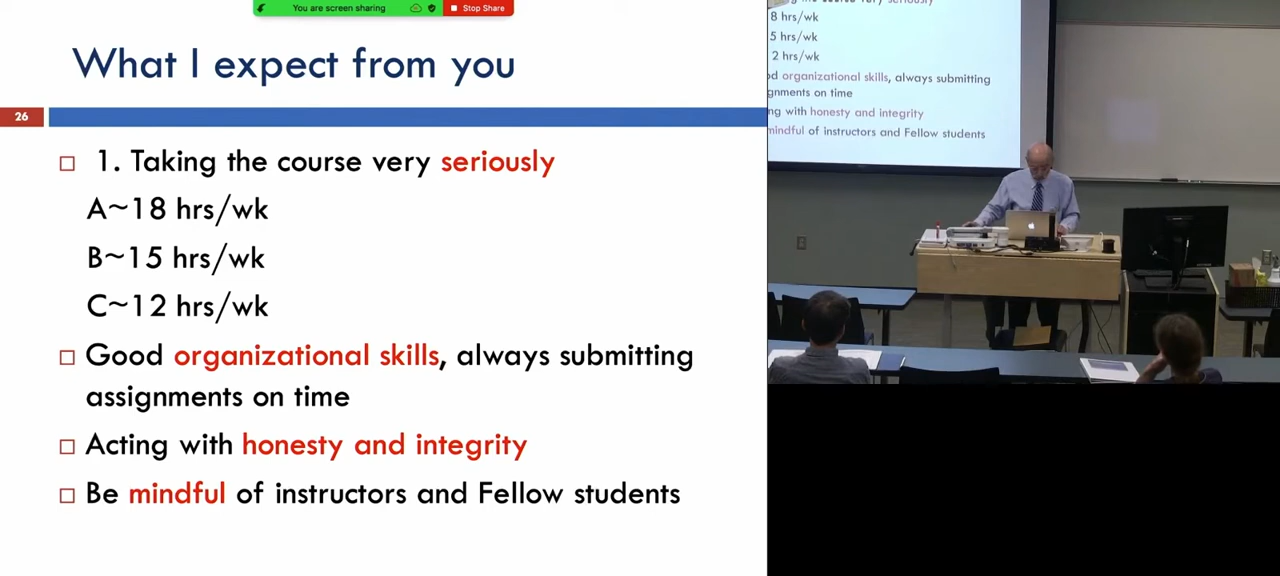 You are screen sharing
Stop Share
What I expect from you
26
1. Taking the course very seriously
A~18 hrs/wk
B~15 hrs/wk
C~12 hrs/wk
Good organizational skills, always submitting
assignments on time
Acting with honesty and integrity
Be mindful of instructors and Fellow students
seriously
8 hrs/wk
5 hrs/wk
2 hrs/wk
organizational skills, always submitting
gnments on time
ng with honesty and integrity
mindful of instructors and Fellow students